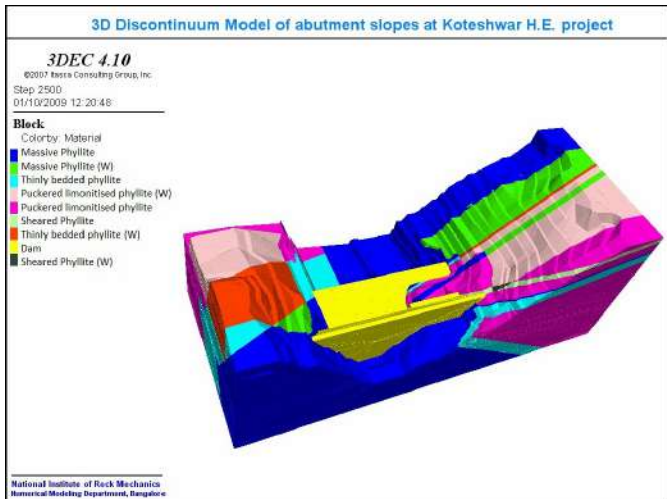 3D Discontinuum Model of abutment slopes at Koteshwar H.E. project
3DEC 4.10
©2007 Itasca Consulting Group, Inc.
Step 2500
01/10/2009 12:20:48
Block
Colorby: Material
Massive Phyllite
Massive Phyllite (W)
Thinly bedded phyllite
Puckered limonitised phyllite (W)
Puckered limonitised phyllite
Sheared Phyllite
Thinly bedded phyllite (W)
Dam
Sheared Phyllite (W)
National Institute of Rock Mechanics
Numerical Modeling Department, Bangalore